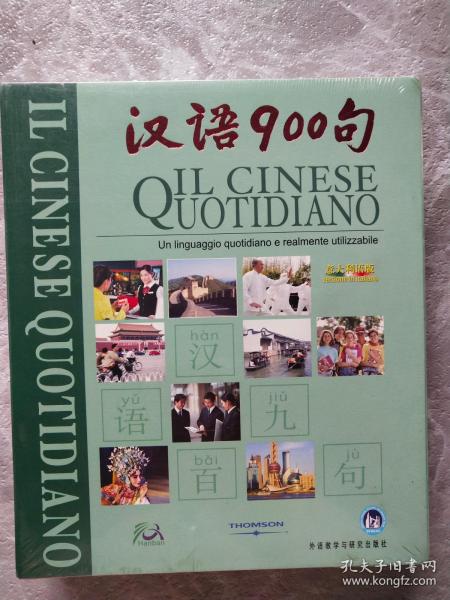 IL CINESE QUOTIDIANO
汉语900句
IL CINESE
QUOTIDIANO
Un linguaggio quotidiano e realmente utilizzabile
意大利语版
hàn
汉
yǔ
语
jiǔ
九
bǎi
百
jù
句
Hanban
THOMSON
外语教学与研究出版社
孔夫子旧书网
www.kongfz.com